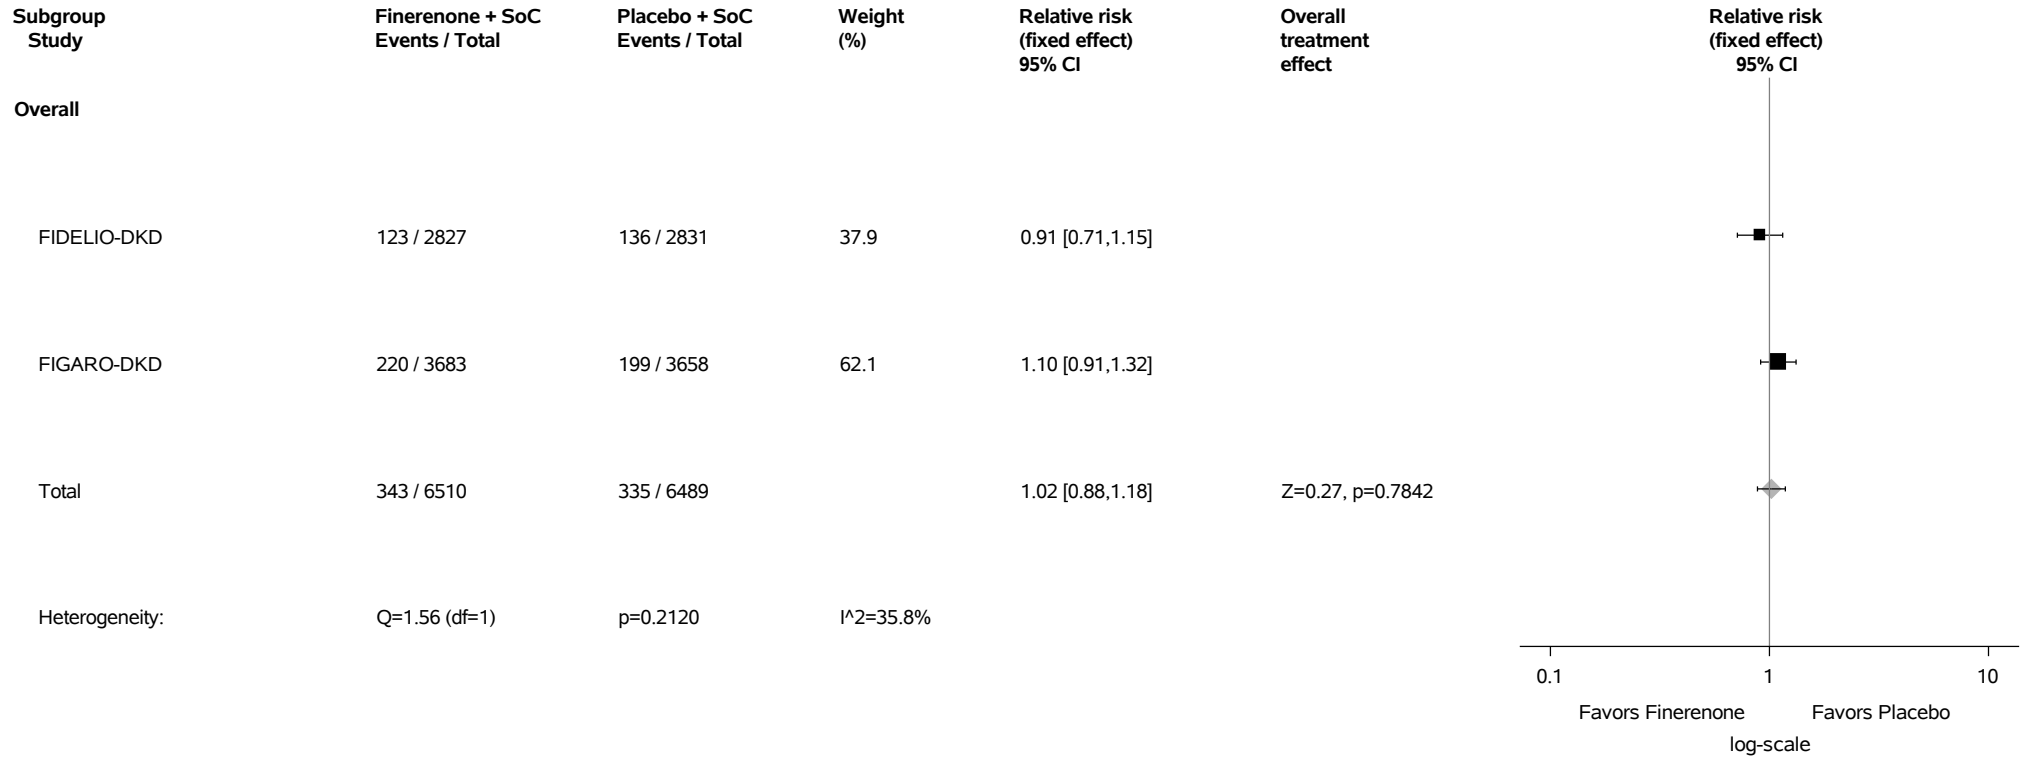 Subgroup Finerenone + SoC Placebo + SoC Weight Relative risk Overall Relative risk
Study Events / Total Events / Total (%) (fixed effect) treatment (fixed effect)
95% CI effect 95% CI
Overall
FIDELIO-DKD 123 / 2827 136 / 2831 37.9 0.91 [0.71,1.15]
FIGARO-DKD 220 / 3683 199 / 3658 62.1 1.10 [0.91,1.32]
Total 343 / 6510 335 / 6489 1.02 [0.88,1.18] Z=0.27, p=0.7842
Heterogeneity: Q=1.56 (df=1) p=0.2120 I^2=35.8%
0.1 1 10
Favors Finerenone Favors Placebo
log-scale